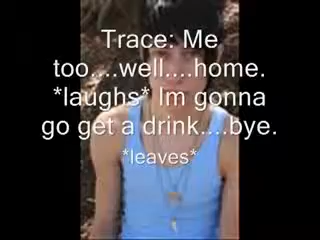 Trace: Me
too....well....home.
*laughs* Im gonna
go get a drink....bye.
*leaves*